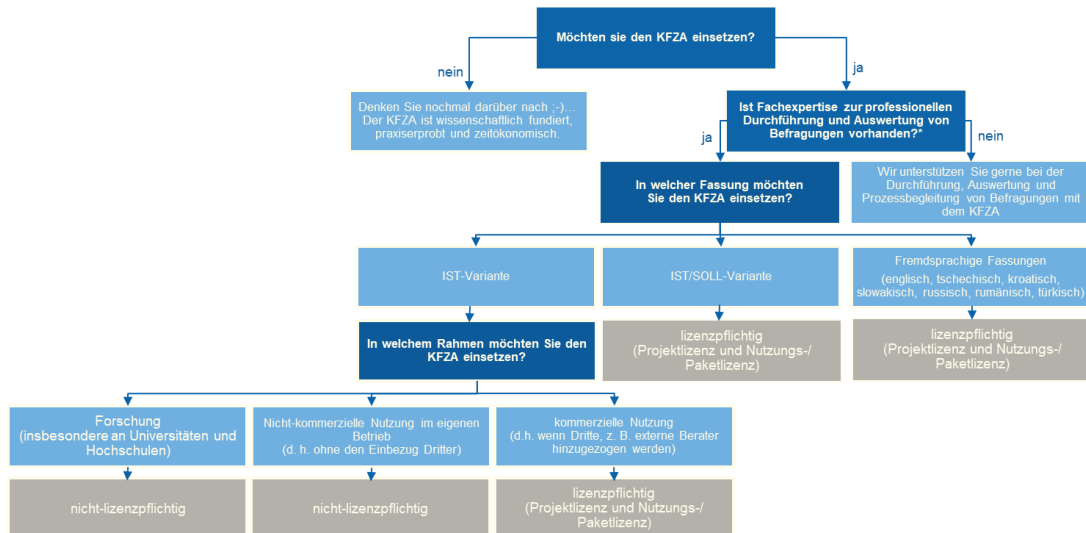 Möchten sie den KFZA einsetzen?
nein
ja
Denken Sie nochmal darüber nach ;-)...
Der KFZA ist wissenschaftlich fundiert,
praxiserprobt und zeitökonomisch.
Ist Fachexpertise zur professionellen
Durchführung und Auswertung von
Befragungen vorhanden?*
ja
nein
In welcher Fassung möchten
Sie den KFZA einsetzen?
Wir unterstützen Sie gerne bei der
Durchführung, Auswertung und
Prozessbegleitung von Befragungen mit
dem KFZA
IST-Variante
IST/SOLL-Variante
Fremdsprachige Fassungen
(englisch, tschechisch, kroatisch,
slowakisch, russisch, rumänisch, türkisch)
In welchem Rahmen möchten Sie den
KFZA einsetzen?
lizenzpflichtig
(Projektlizenz und Nutzungs-/
Paketlizenz)
lizenzpflichtig
(Projektlizenz und Nutzungs-/
Paketlizenz)
Forschung
(insbesondere an Universitäten und
Hochschulen)
Nicht-kommerzielle Nutzung im eigenen
Betrieb
(d. h. ohne den Einbezug Dritter)
kommerzielle Nutzung
(d.h. wenn Dritte, z. B. externe Berater
hinzugezogen werden)
nicht-lizenzpflichtig
nicht-lizenzpflichtig
lizenzpflichtig
(Projektlizenz und Nutzungs-/
Paketlizenz)